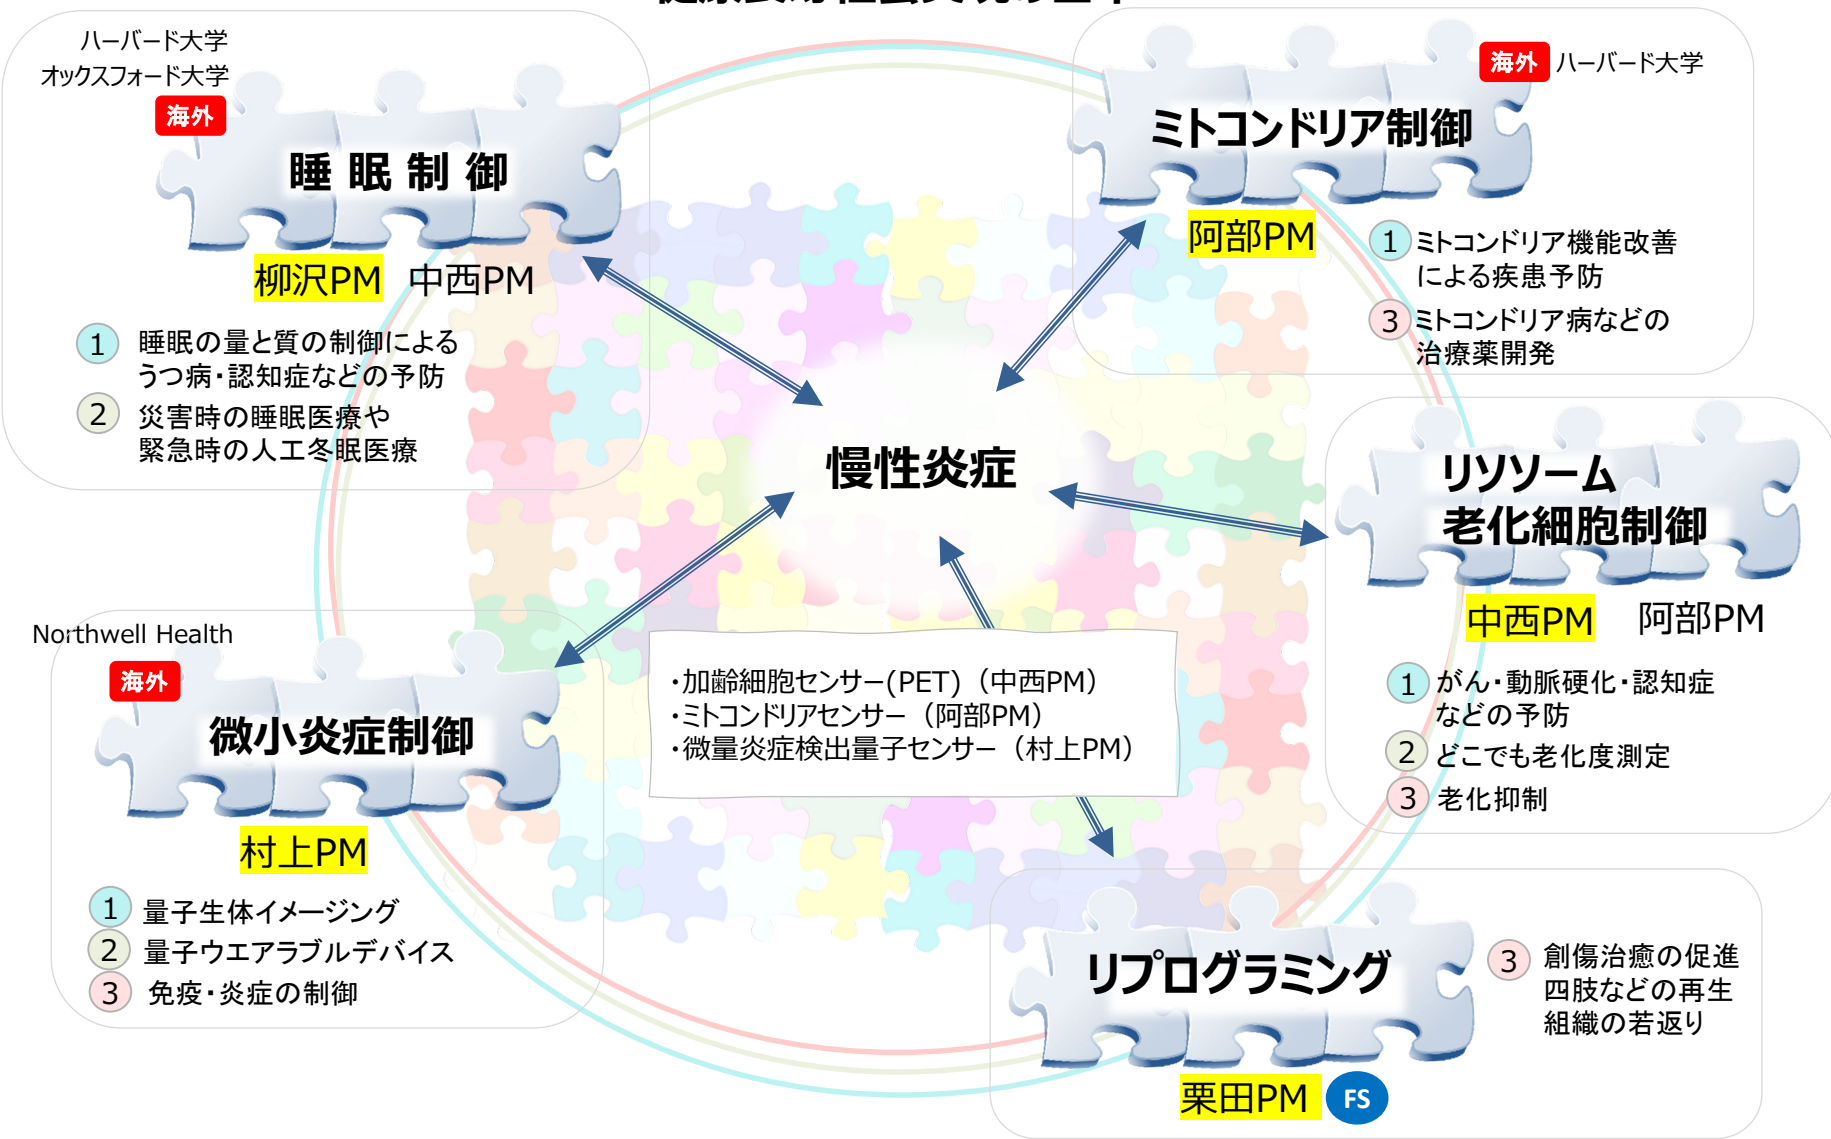 ハーバード大学
オックスフォード大学
海外
睡眠制御
柳沢PM 中西PM
1 睡眠の量と質の制御による
うつ病・認知症などの予防
2 災害時の睡眠医療や
緊急時の人工冬眠医療
海外 ハーバード大学
ミトコンドリア制御
阿部PM
1 ミトコンドリア機能改善
による疾患予防
3 ミトコンドリア病などの
治療薬開発
慢性炎症
リソソーム
老化細胞制御
中西PM 阿部PM
1 がん・動脈硬化・認知症
などの予防
2 どこでも老化度測定
3 老化抑制
Northwell Health
海外
微小炎症制御
村上PM
1 量子生体イメージング
2 量子ウエアラブルデバイス
3 免疫・炎症の制御
・加齢細胞センサー(PET)（中西PM）
・ミトコンドリアセンサー（阿部PM）
・微量炎症検出量子センサー（村上PM）
リプログラミング
栗田PM FS
3 創傷治癒の促進
四肢などの再生
組織の若返り